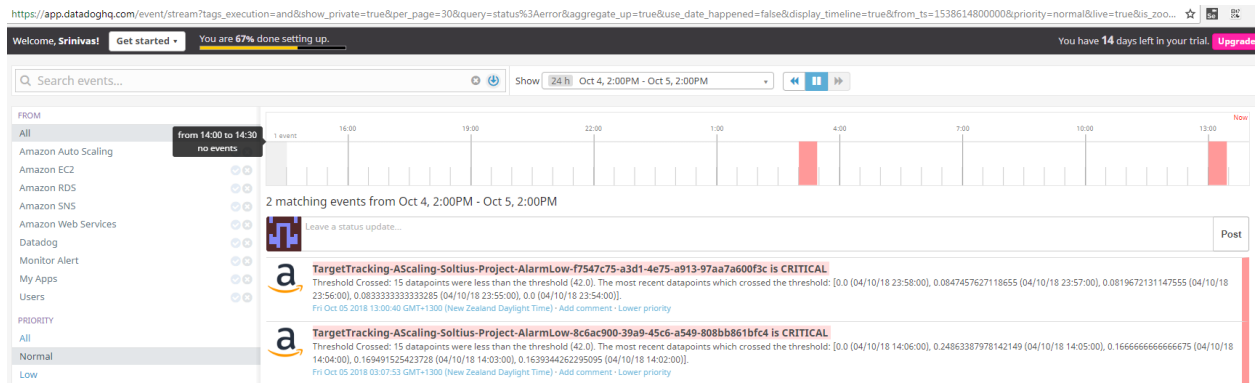 https://app.datadoghq.com/event/stream?tags_execution=and&show_private=true&per_page=30&query=status%3Aerror&aggregate_up=true&use_date_happened=false&display_timeline=true&from_ts=1538614800000&priority=normal&live=true&is_zoo...
Welcome, Srinivas! Get started You are 67% done setting up. You have 14 days left in your trial. Upgrade
Search events... Show 24 h Oct 4, 2:00PM - Oct 5, 2:00PM
FROM
All
Amazon Auto Scaling
Amazon EC2
Amazon RDS
Amazon SNS
Amazon Web Services
Datadog
Monitor Alert
My Apps
Users
PRIORITY
All
Normal
Low
from 14:00 to 14:30
no events
Now
1 event 16:00 19:00 22:00 1:00 4:00 7:00 10:00 13:00
2 matching events from Oct 4, 2:00PM - Oct 5, 2:00PM
Leave a status update... Post
TargetTracking-AScaling-Soltius-Project-AlarmLow-f7547c75-a3d1-4e75-a913-97aa7a600f3c is CRITICAL
Threshold Crossed: 15 datapoints were less than the threshold (42.0). The most recent datapoints which crossed the threshold: [0.0 (04/10/18 23:58:00), 0.0847457627118655 (04/10/18 23:57:00), 0.0819672131147555 (04/10/18
23:56:00), 0.0833333333333285 (04/10/18 23:55:00), 0.0 (04/10/18 23:54:00)].
Fri Oct 05 2018 13:00:40 GMT+1300 (New Zealand Daylight Time) · Add comment · Lower priority
TargetTracking-AScaling-Soltius-Project-AlarmLow-8c6ac900-39a9-45c6-a549-808bb861bfc4 is CRITICAL
Threshold Crossed: 15 datapoints were less than the threshold (42.0). The most recent datapoints which crossed the threshold: [0.0 (04/10/18 14:06:00), 0.24863387978142149 (04/10/18 14:05:00), 0.1666666666666675 (04/10/18
14:04:00), 0.169491525423728 (04/10/18 14:03:00), 0.1639344262295095 (04/10/18 14:02:00)].
Fri Oct 05 2018 03:07:53 GMT+1300 (New Zealand Daylight Time) · Add comment · Lower priority